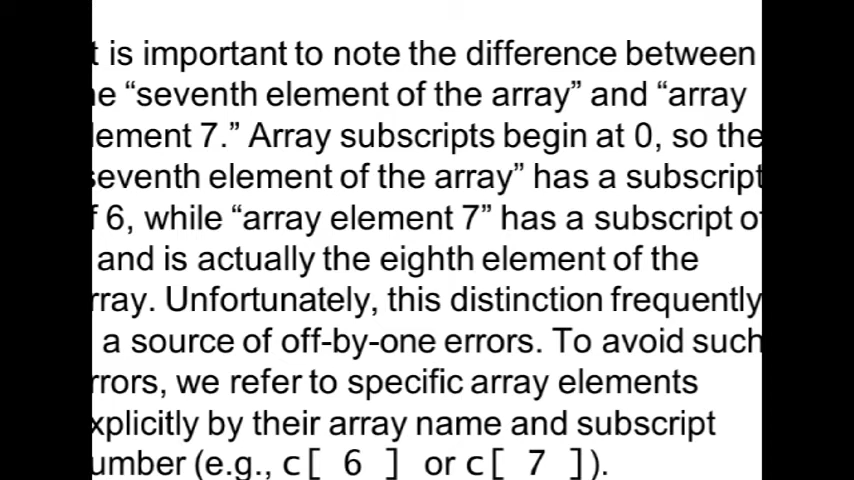 t is important to note the difference between
he “seventh element of the array” and “array
lement 7.” Array subscripts begin at 0, so the
seventh element of the array” has a subscript
f 6, while “array element 7” has a subscript of
and is actually the eighth element of the
rray. Unfortunately, this distinction frequently
a source of off-by-one errors. To avoid such
rrors, we refer to specific array elements
xplicitly by their array name and subscript
umber (e.g., c[ 6 ] or c[ 7 ]).